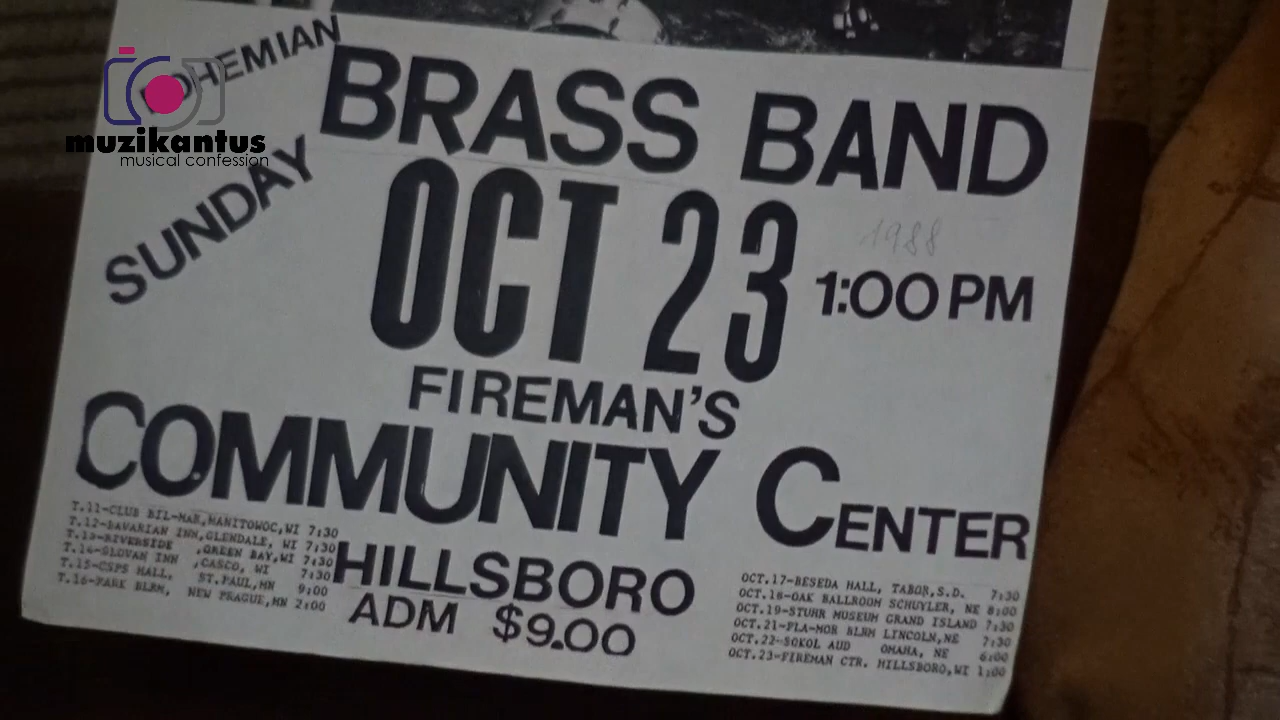 BOHEMIAN
muzikantus
musical confession
BRASS BAND
SUNDAY
OCT 23
1988
1:00 PM
FIREMAN'S
COMMUNITY CENTER
T.11-CLUB BIL-MAR,MANITOWOC,WI 7:30
T.12-BAVARIAN INN,GLENDALE, WI 7:30
T.13-RIVERSIDE ,GREEN BAY,WI 7:30
T.14-SLOVAN INN ,CASCO, WI 7:30
T.15-CSPS HALL, ST.PAUL,MN 9:00
T.16-PARK BLRM, NEW PRAGUE,MN 2:00
HILLSBORO
ADM $9.00
OCT.17-BESEDA HALL, TABOR,S.D. 7:30
OCT.18-OAK BALLROOM SCHUYLER, NE 8:00
OCT.19-STUHR MUSEUM GRAND ISLAND 7:30
OCT.21-PLA-MOR BLRM LINCOLN,NE 7:30
OCT.22-SOKOL AUD OMAHA, NE 6:00
OCT.23-FIREMAN CTR. HILLSBORO,WI 1:00